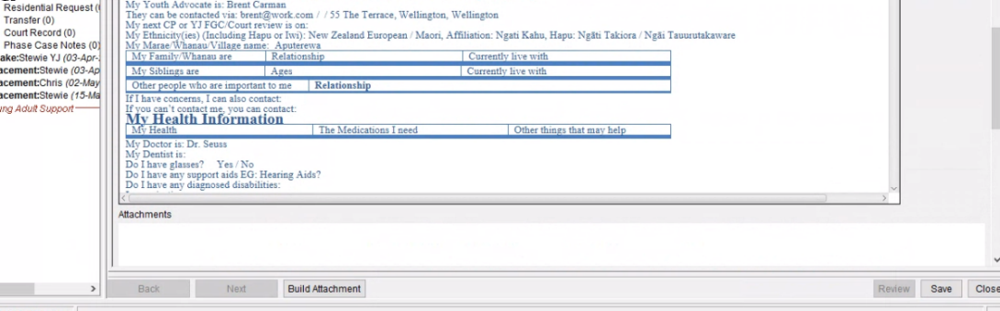 Residential Request
Transfer (0)
Court Record (0)
Phase Case Notes (0)
ake:Stewie YJ (03-Apr-
acement:Stewie (03-Ap
acement:Chris (02-May
acement:Stewie (15-Ma
ng Adult Support
My Youth Advocate is: Brent Carman
They can be contacted via: brent@work.com / / 55 The Terrace, Wellington, Wellington
My next CP or YJ FGC/Court review is on:
My Ethnicity(ies) (Including Hapu or Iwi): New Zealand European / Maori, Affiliation: Ngati Kahu, Hapu: Ngāti Takiora / Ngāi Tauurutakaware
My Marae/Whanau/Village name: Aputerewa
My Family/Whanau are Relationship Currently live with
My Siblings are Ages Currently live with
Other people who are important to me Relationship
If I have concerns, I can also contact:
If you can't contact me, you can contact:
My Health Information
My Health The Medications I need Other things that may help
My Doctor is: Dr. Seuss
My Dentist is:
Do I have glasses? Yes / No
Do I have any support aids EG: Hearing Aids?
Do I have any diagnosed disabilities:
Attachments
Back Next Build Attachment Review Save Close